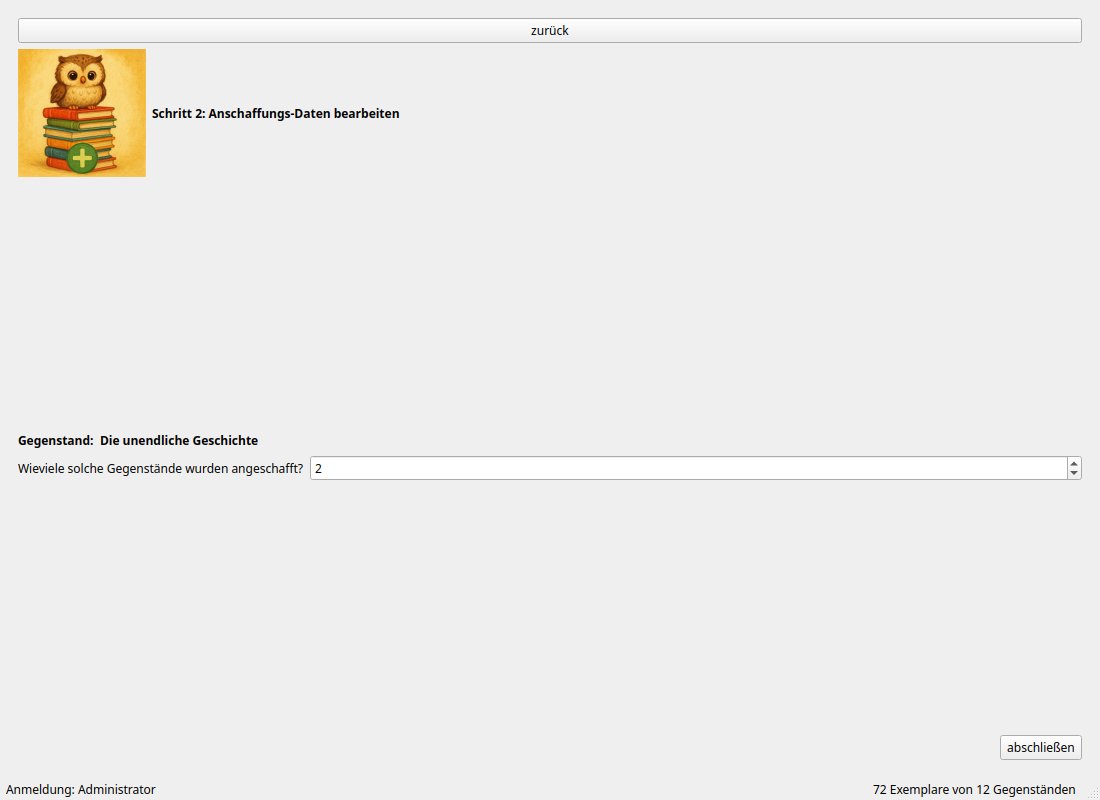 zurück
Schritt 2: Anschaffungs-Daten bearbeiten
Gegenstand: Die unendliche Geschichte
Wieviele solche Gegenstände wurden angeschafft? 2
abschließen
Anmeldung: Administrator 72 Exemplare von 12 Gegenständen